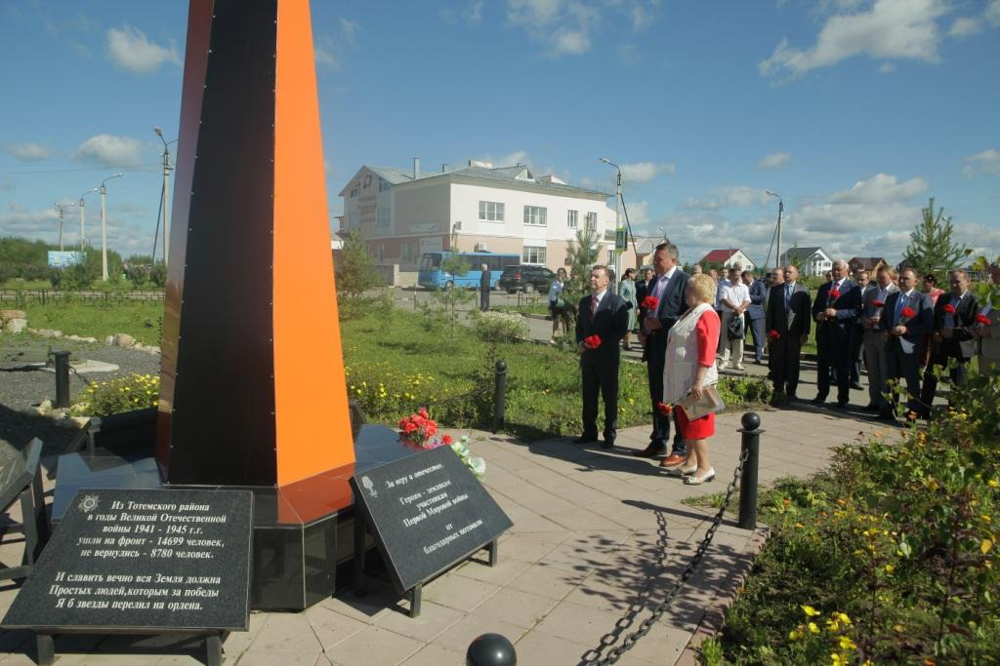 Из Тотемского района
в годы Великой Отечественной
войны 1941 - 1945 г.г.
ушли на фронт - 14699 человек,
не вернулись - 8780 человек.
И славить вечно вся Земля должна
Простых людей,которым за победы
Я б звезды перелил на ордена.
За веру и отечество.
Героям - землякам
участникам
Первой Мировой войны
от
благодарных потомков